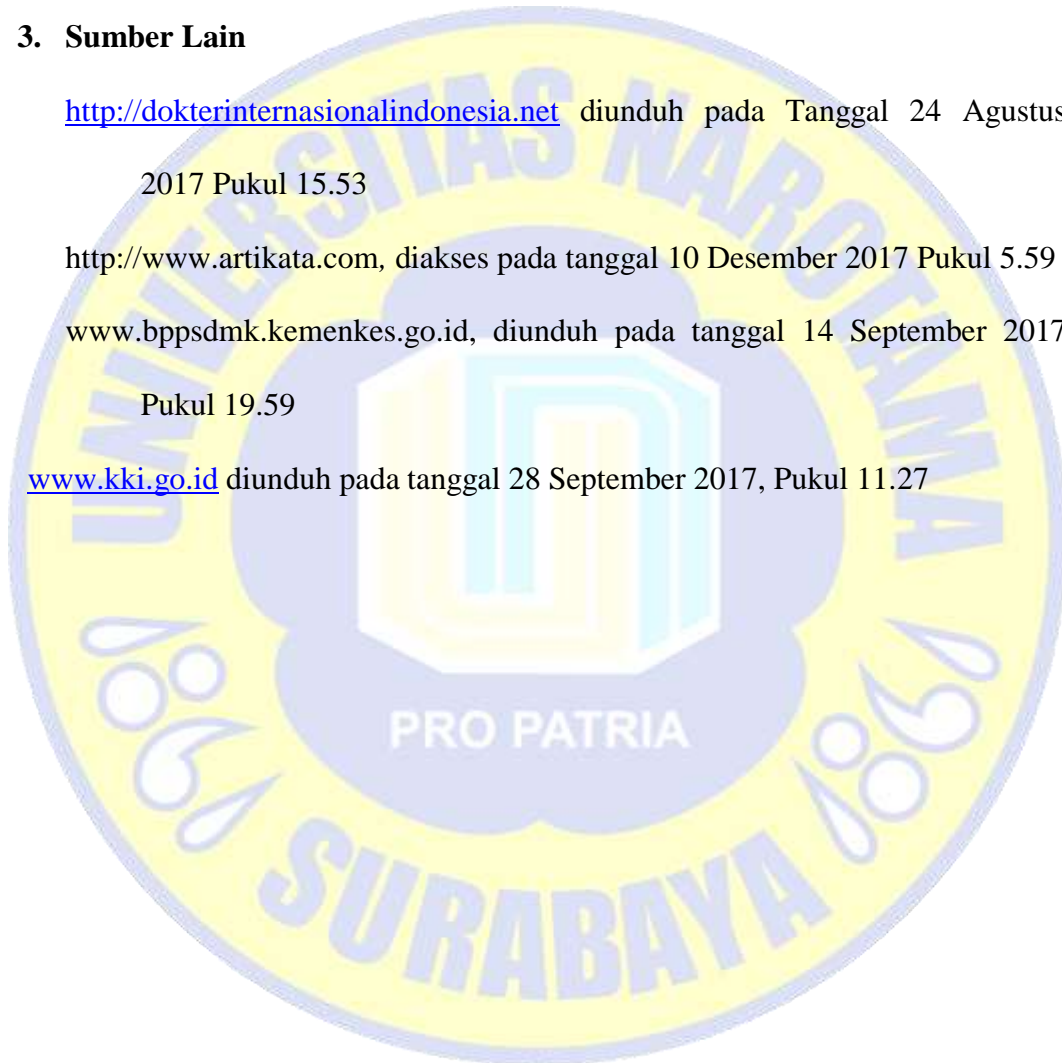 3. Sumber Lain
http://dokterinternasionalindonesia.net diunduh pada Tanggal 24 Agustus
2017 Pukul 15.53
http://www.artikata.com, diakses pada tanggal 10 Desember 2017 Pukul 5.59
www.bppsdmk.kemenkes.go.id, diunduh pada tanggal 14 September 2017
Pukul 19.59
www.kki.go.id diunduh pada tanggal 28 September 2017, Pukul 11.27
UNIVERSITAS NAROTAMA
PRO PATRIA
SURABAYA